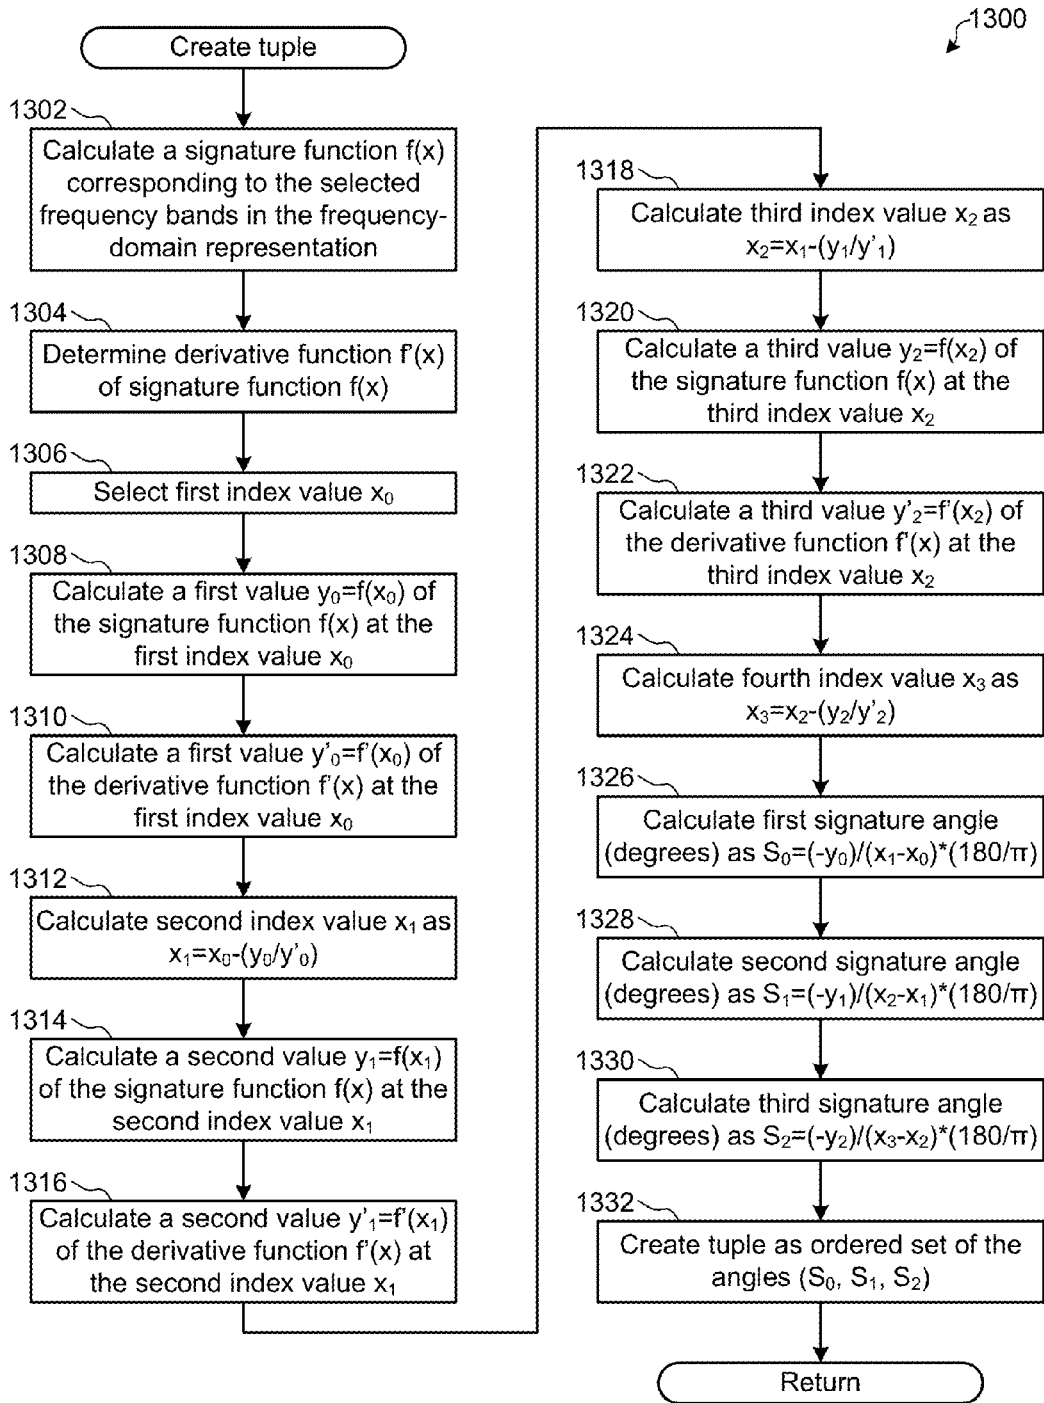 1300
Create tuple
1302
Calculate a signature function f(x)
corresponding to the selected
frequency bands in the frequency-
domain representation
1304
Determine derivative function f'(x)
of signature function f(x)
1306
Select first index value x₀
1308
Calculate a first value y₀=f(x₀) of
the signature function f(x) at the
first index value x₀
1310
Calculate a first value y'₀=f'(x₀) of
the derivative function f'(x) at the
first index value x₀
1312
Calculate second index value x₁ as
x₁=x₀-(y₀/y'₀)
1314
Calculate a second value y₁=f(x₁)
of the signature function f(x) at the
second index value x₁
1316
Calculate a second value y'₁=f'(x₁)
of the derivative function f'(x) at
the second index value x₁
1318
Calculate third index value x₂ as
x₂=x₁-(y₁/y'₁)
1320
Calculate a third value y₂=f(x₂) of
the signature function f(x) at the
third index value x₂
1322
Calculate a third value y'₂=f'(x₂) of
the derivative function f'(x) at the
third index value x₂
1324
Calculate fourth index value x₃ as
x₃=x₂-(y₂/y'₂)
1326
Calculate first signature angle
(degrees) as S₀=(-y₀)/(x₁-x₀)*(180/π)
1328
Calculate second signature angle
(degrees) as S₁=(-y₁)/(x₂-x₁)*(180/π)
1330
Calculate third signature angle
(degrees) as S₂=(-y₂)/(x₃-x₂)*(180/π)
1332
Create tuple as ordered set of the
angles (S₀, S₁, S₂)
Return